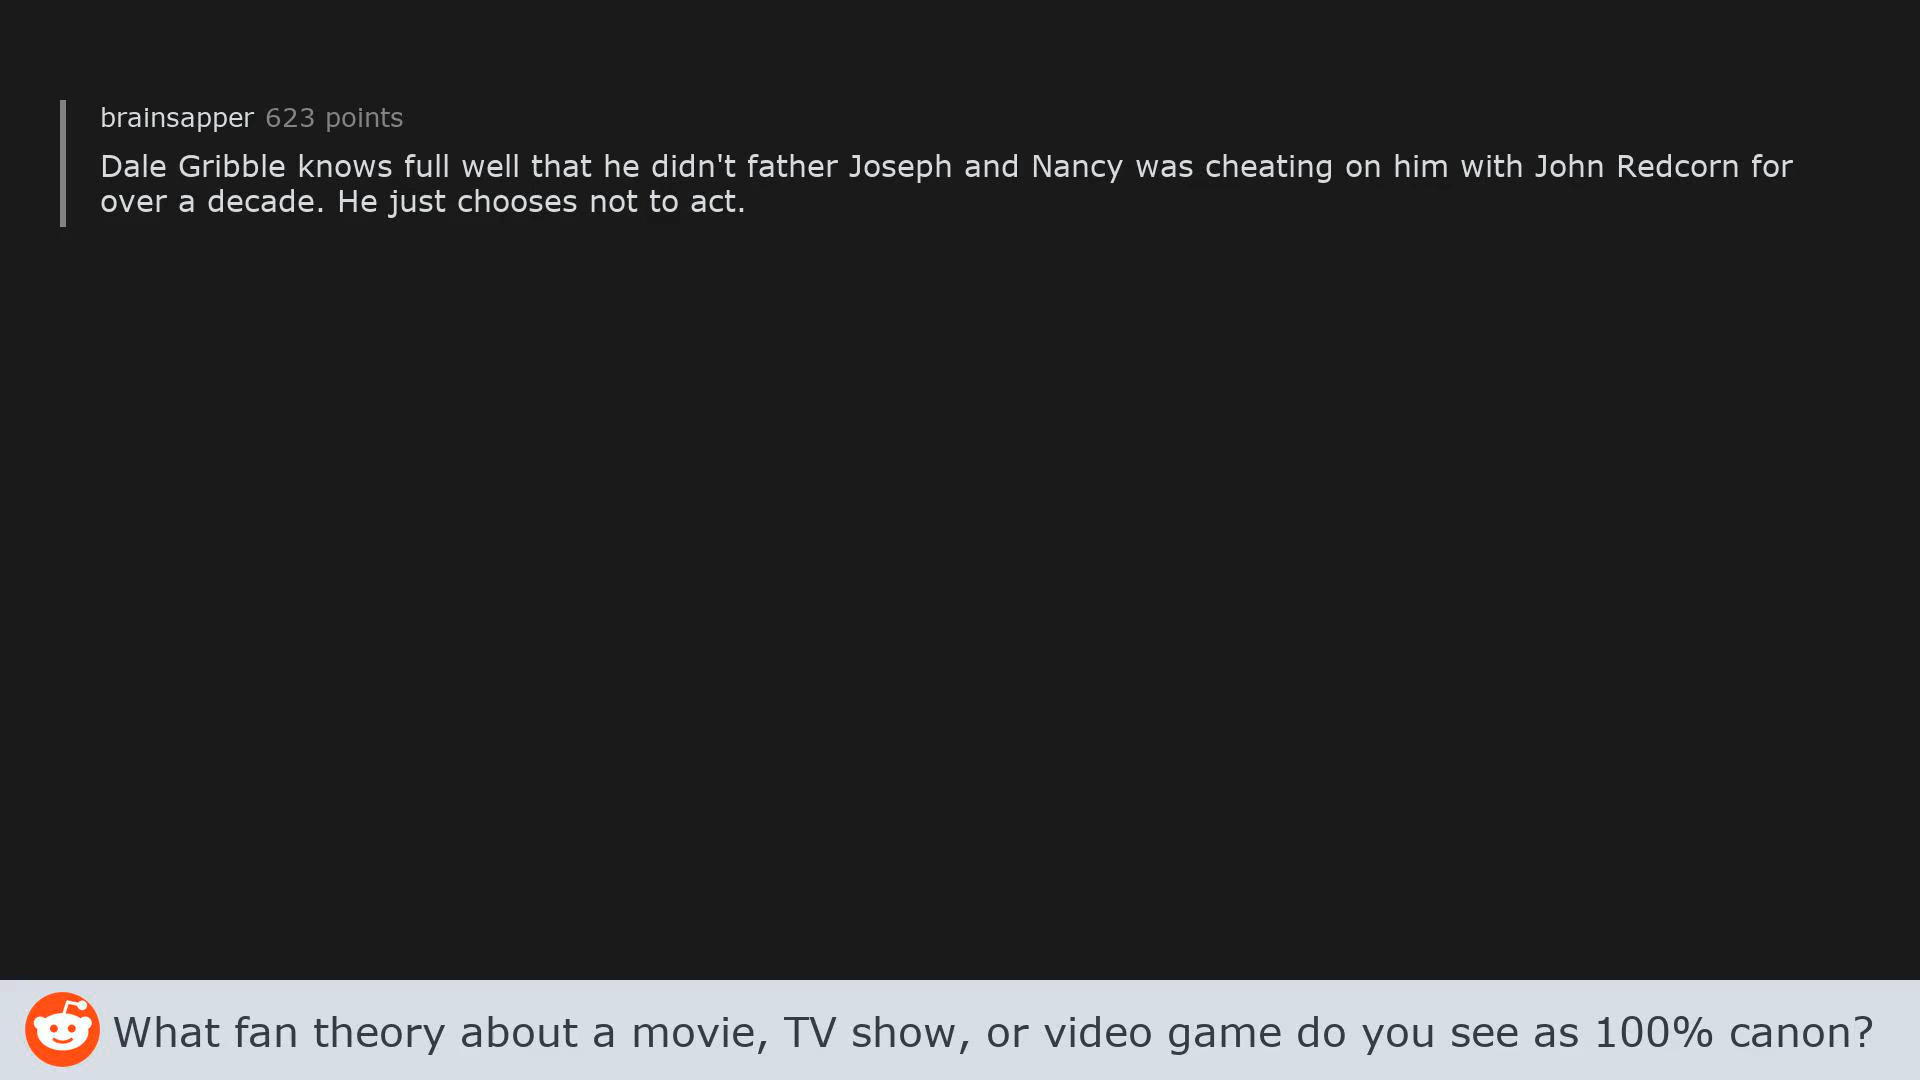 brainsapper 623 points
Dale Gribble knows full well that he didn't father Joseph and Nancy was cheating on him with John Redcorn for
over a decade. He just chooses not to act.
What fan theory about a movie, TV show, or video game do you see as 100% canon?